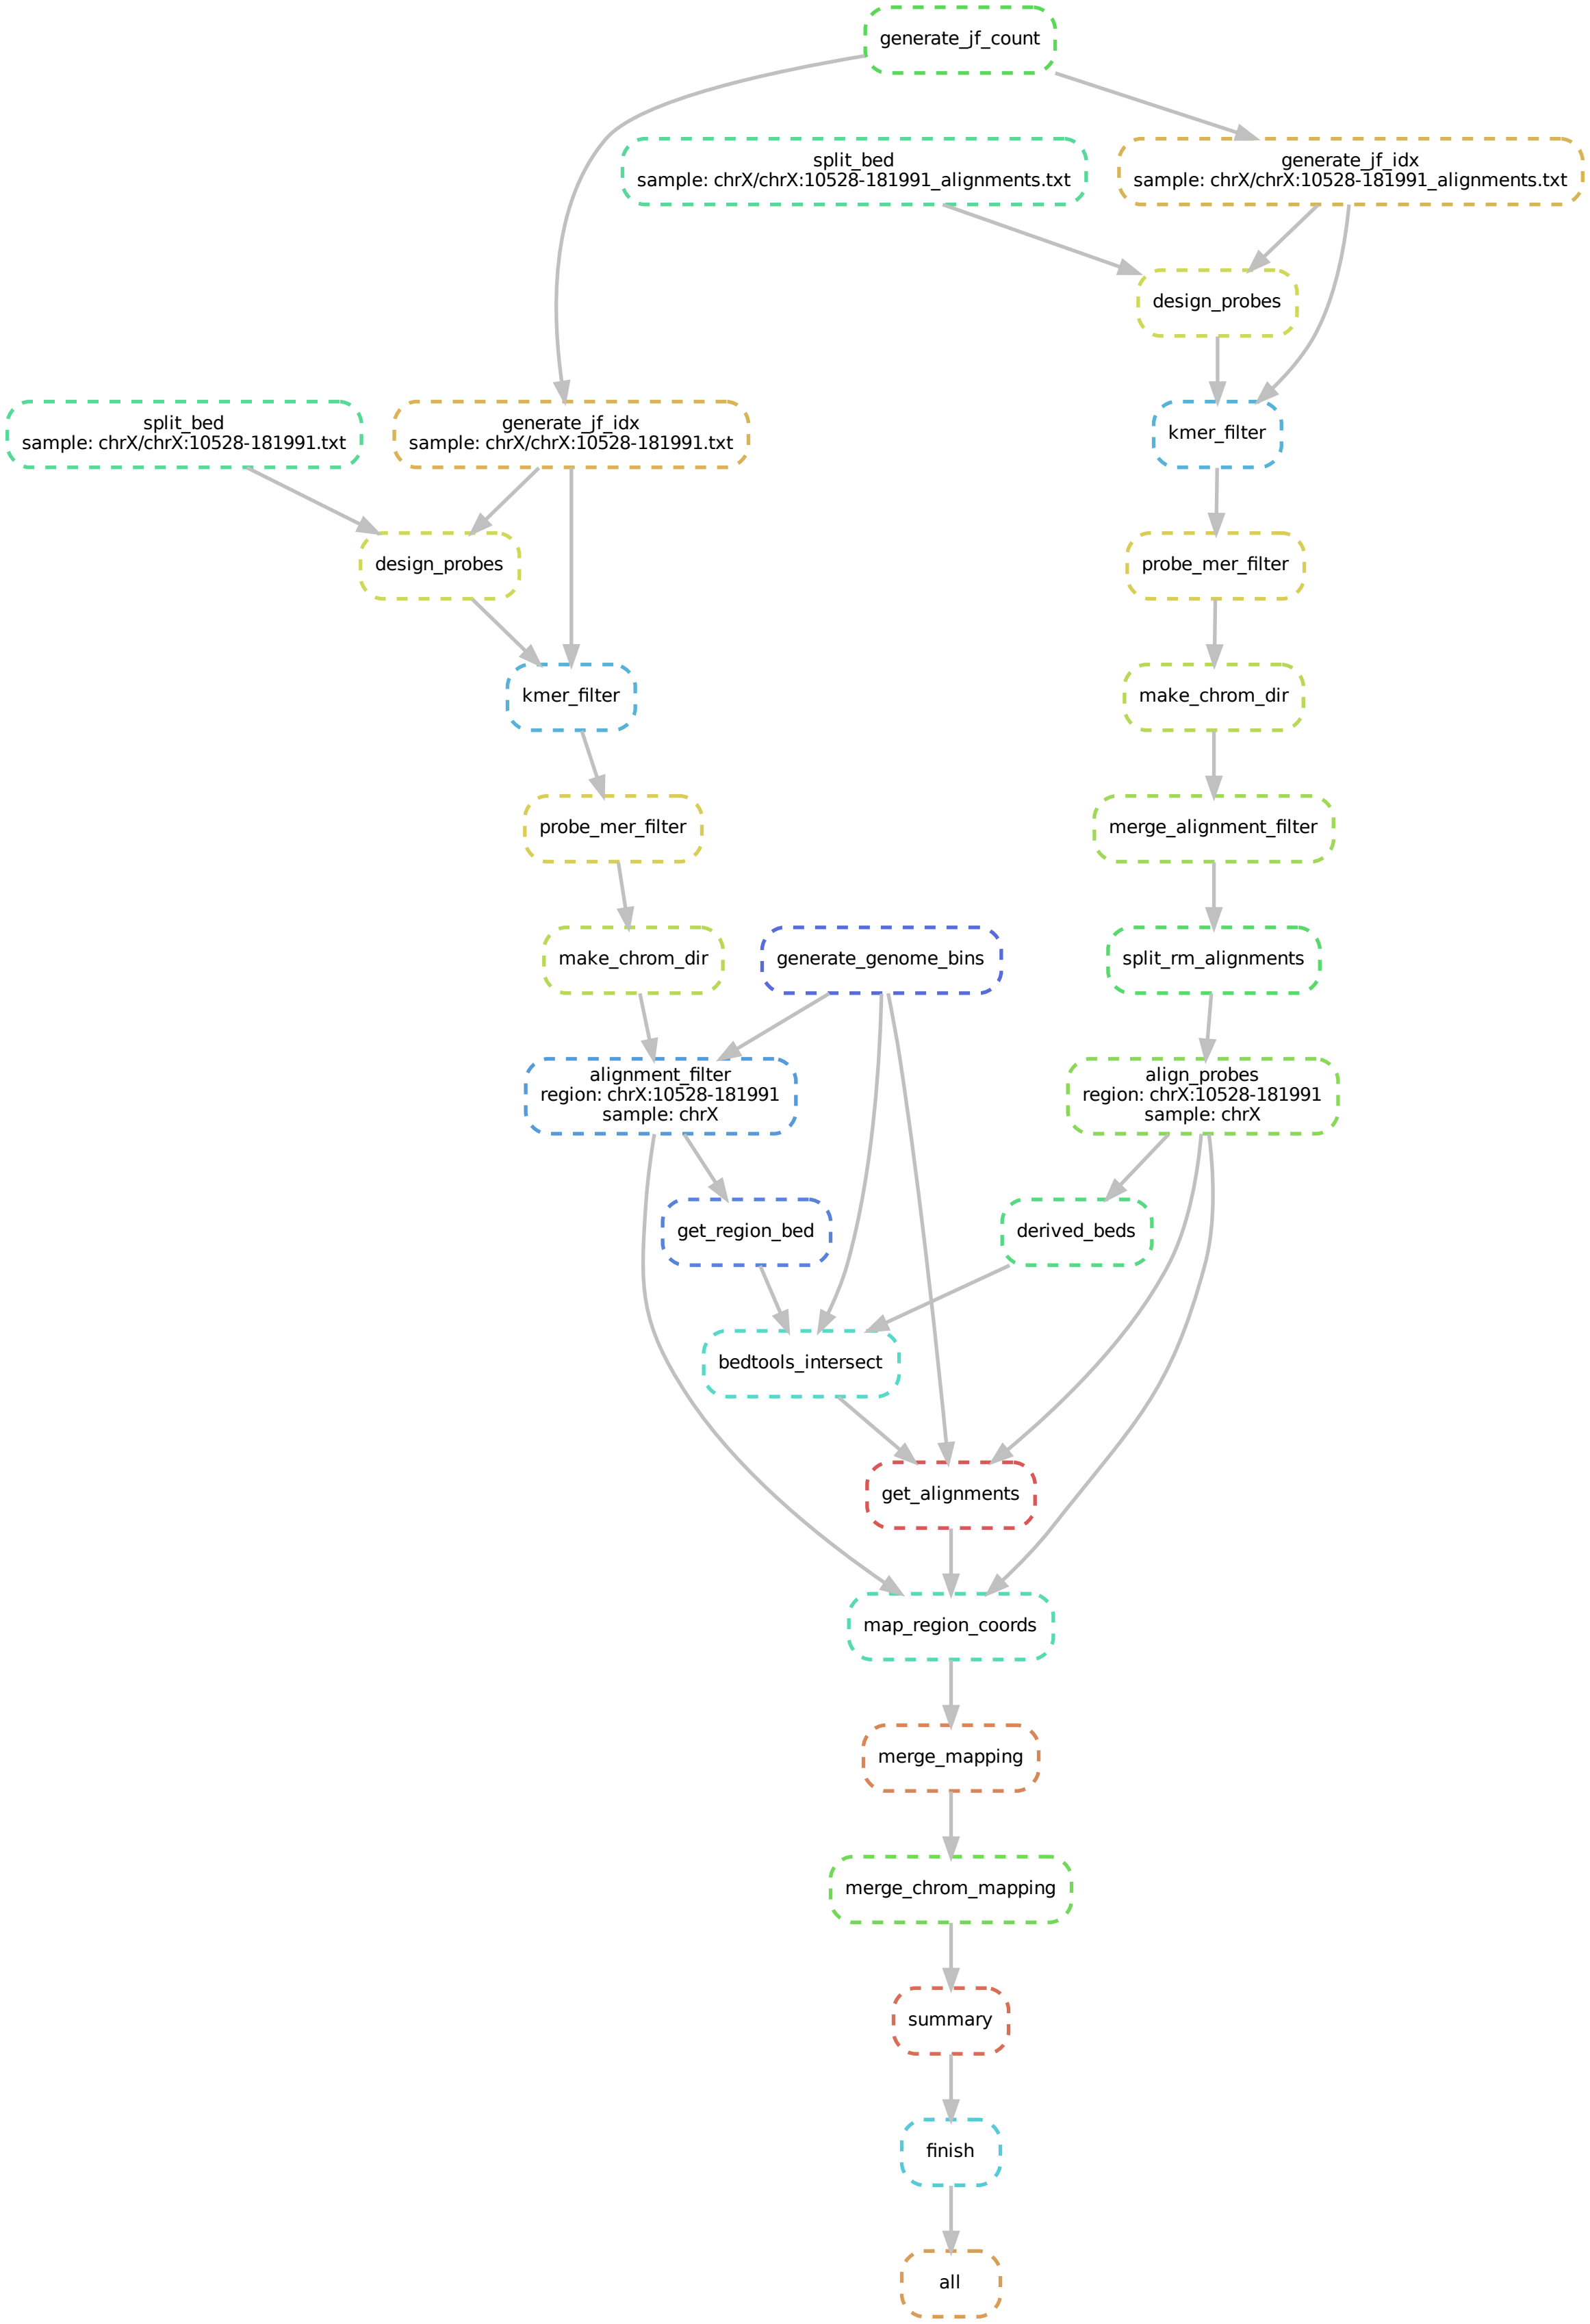 generate_jf_count
split_bed
sample: chrX/chrX:10528-181991_alignments.txt
generate_jf_idx
sample: chrX/chrX:10528-181991_alignments.txt
design_probes
split_bed
sample: chrX/chrX:10528-181991.txt
generate_jf_idx
sample: chrX/chrX:10528-181991.txt
kmer_filter
design_probes
probe_mer_filter
kmer_filter
make_chrom_dir
probe_mer_filter
merge_alignment_filter
make_chrom_dir
generate_genome_bins
split_rm_alignments
alignment_filter
region: chrX:10528-181991
sample: chrX
align_probes
region: chrX:10528-181991
sample: chrX
get_region_bed
derived_beds
bedtools_intersect
get_alignments
map_region_coords
merge_mapping
merge_chrom_mapping
summary
finish
all